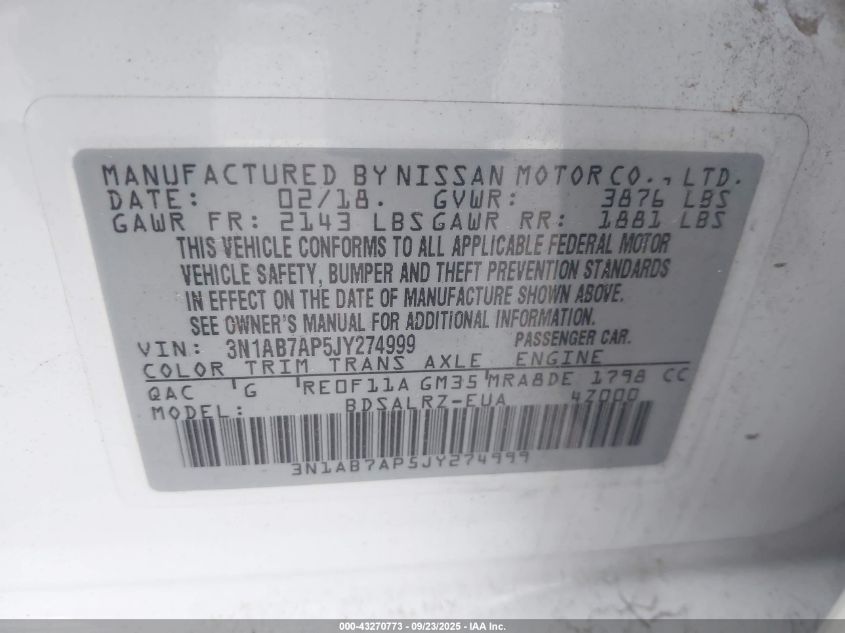 MANUFACTURED BY NISSAN MOTOR CO., LTD.
DATE: 02/18. GVWR: 3876 LBS
GAWR FR: 2143 LBS GAWR RR: 1881 LBS
THIS VEHICLE CONFORMS TO ALL APPLICABLE FEDERAL MOTOR
VEHICLE SAFETY, BUMPER AND THEFT PREVENTION STANDARDS
IN EFFECT ON THE DATE OF MANUFACTURE SHOWN ABOVE.
SEE OWNER'S MANUAL FOR ADDITIONAL INFORMATION.
VIN: 3N1AB7AP5JY274999 PASSENGER CAR.
COLOR TRIM TRANS AXLE ENGINE
QAC G RE0F11A GM35 MRA8DE 1798 CC
MODEL: BDSALRZ-EUA 4Z000
3N1AB7AP5JY274999
000-43270773 - 09/23/2025 - IAA Inc.